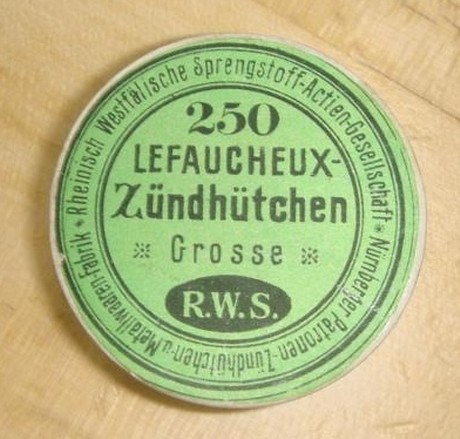 Rheinisch Westfälische Sprengstoff-Actien-Gesellschaft * Nürnberger Patronen-Zündhütchen-u. Metallwaaren-Fabrik *
250
LEFAUCHEUX-
Zündhütchen
Grosse
R.W.S.